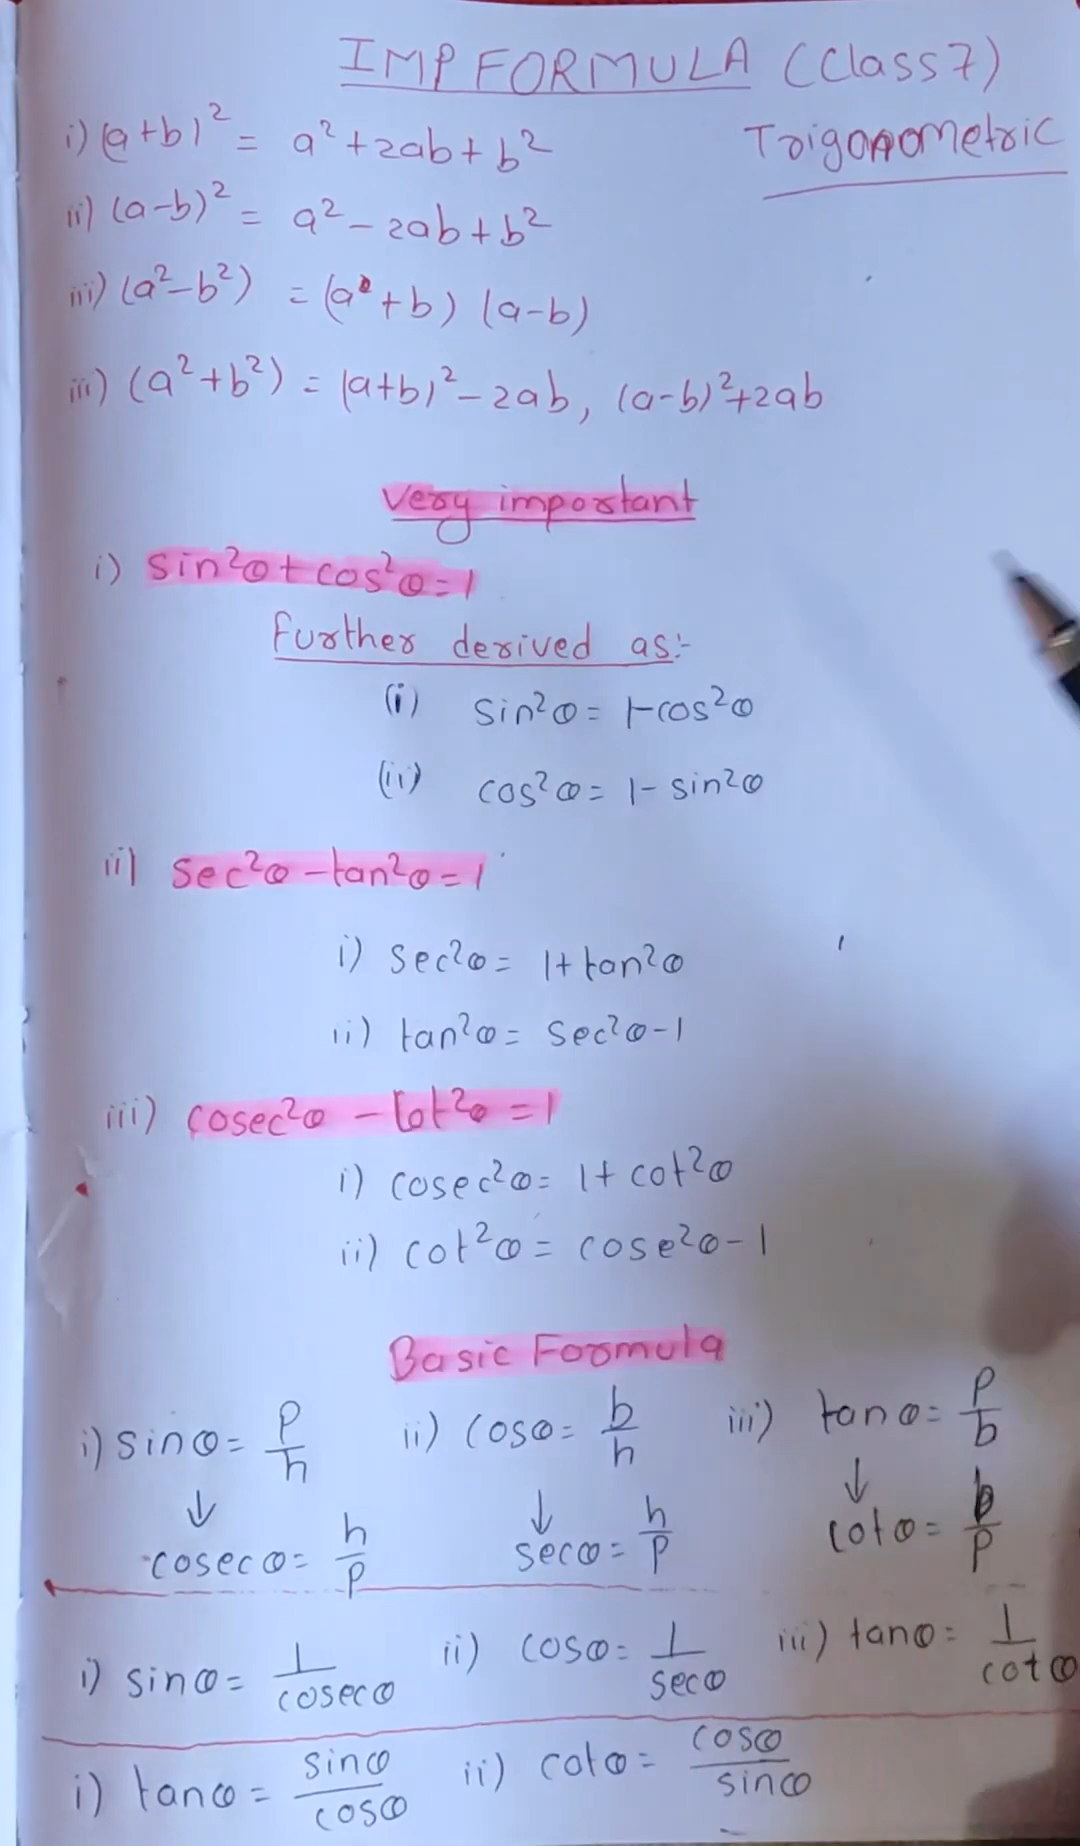 IMP FORMULA (Class 7)
Trigonometric
i) (a+b)² = a²+2ab+b²
ii) (a-b)² = a²-2ab+b²
iii) (a²-b²) = (a+b) (a-b)
iii) (a²+b²) = (a+b)²-2ab, (a-b)²+2ab
Very important
i) sin²θ+cos²θ=1
Further derived as:-
(i) sin²θ = 1-cos²θ
(ii) cos²θ = 1-sin²θ
ii) sec²θ-tan²θ=1
i) sec²θ = 1+tan²θ
ii) tan²θ = sec²θ-1
iii) cosec²θ - cot²θ=1
i) cosec²θ = 1+cot²θ
ii) cot²θ = cose²θ-1
Basic Formula
i) sinθ = p/h ii) cosθ = b/h iii) tanθ = p/b
↓ ↓ ↓
cosecθ = h/p secθ = h/p cotθ = b/p
i) sinθ = 1/cosecθ ii) cosθ = 1/secθ iii) tanθ = 1/cotθ
i) tanθ = sinθ/cosθ ii) cotθ = cosθ/sinθ